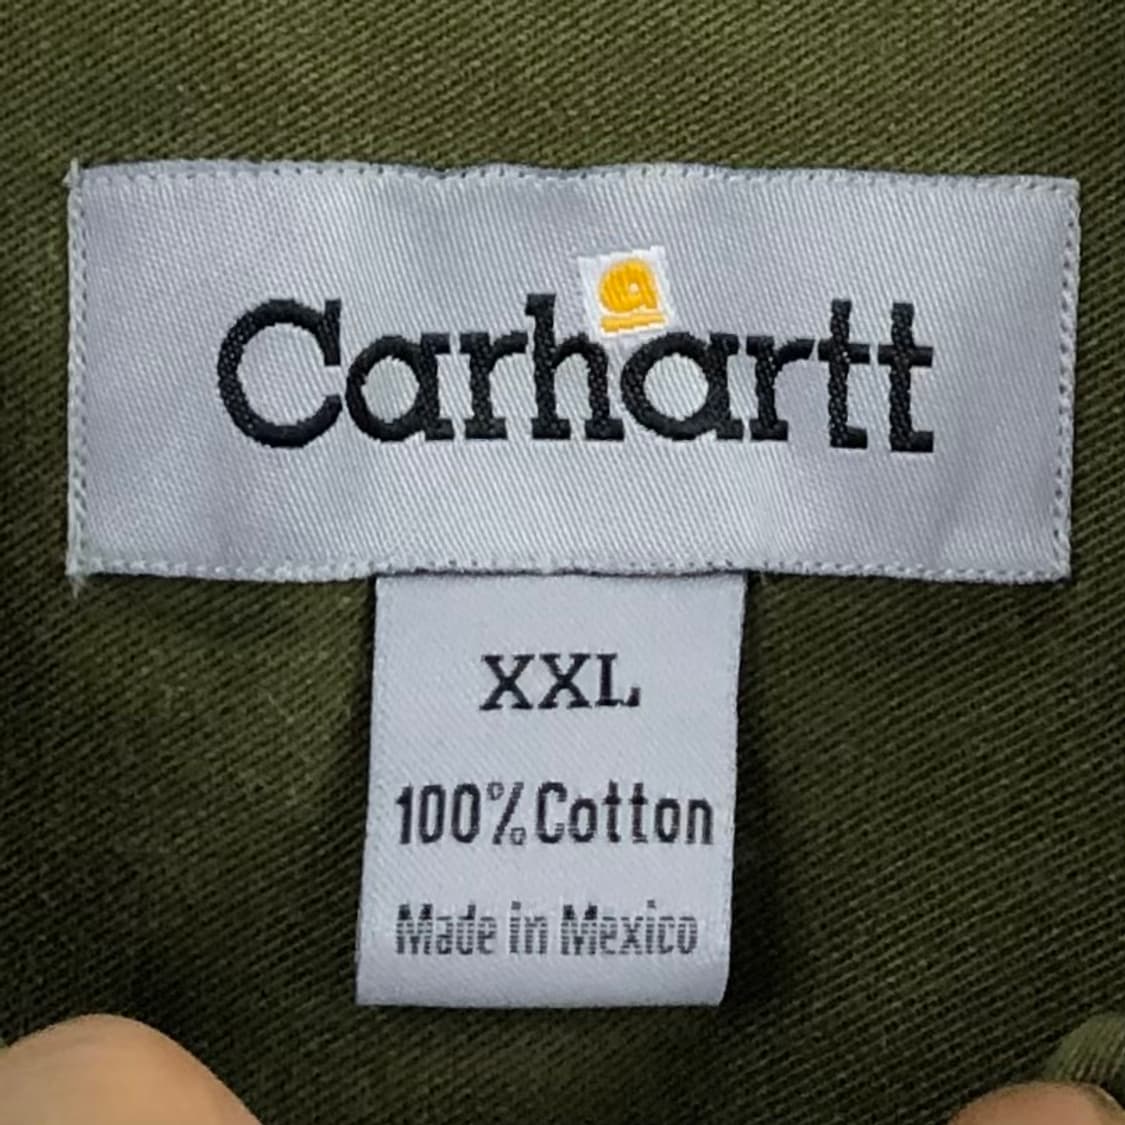 Carhartt
XXL
100% Cotton
Made in Mexico